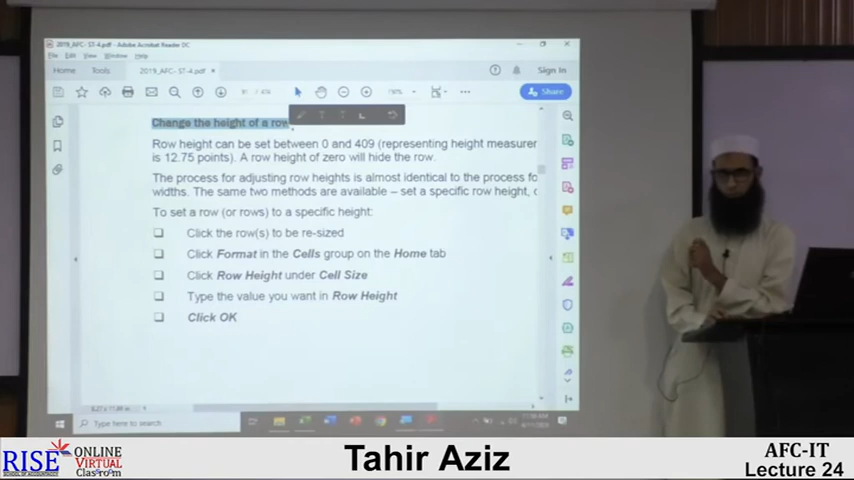 2019_AFC- ST-4.pdf - Adobe Acrobat Reader DC
File Edit View Window Help
Home Tools 2019_AFC- ST-4.pdf × Sign In
Share
Change the height of a row
Row height can be set between 0 and 409 (representing height measurem
is 12.75 points). A row height of zero will hide the row.
The process for adjusting row heights is almost identical to the process fo
widths. The same two methods are available – set a specific row height, o
To set a row (or rows) to a specific height:
Click the row(s) to be re-sized
Click Format in the Cells group on the Home tab
Click Row Height under Cell Size
Type the value you want in Row Height
Click OK
Type here to search
RISE ONLINE
VIRTUAL
Classroom
SCHOOL OF ACCOUNTANCY
Tahir Aziz
AFC-IT
Lecture 24